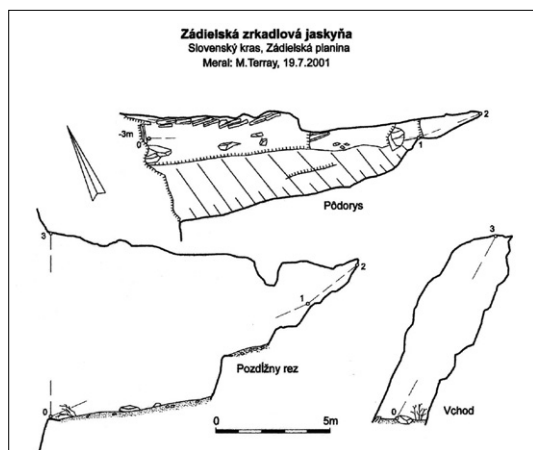 Zádielská zrkadlová jaskyňa
Slovenský kras, Zádielská planina
Meral: M.Terray, 19.7.2001
-3m
0
1
2
Pôdorys
3
2
1
0
Pozdĺžny rez
3
0
Vchod
0
5m